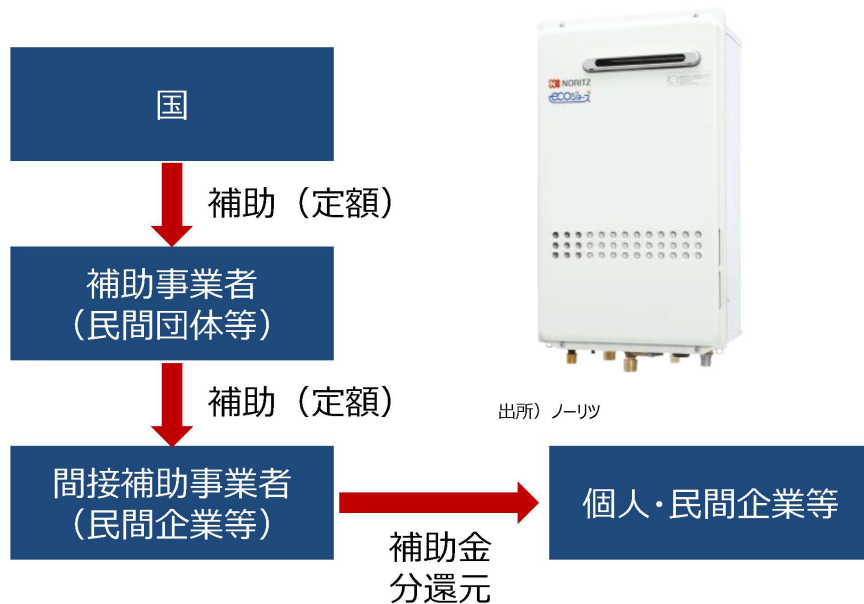 国
補助（定額）
補助事業者
（民間団体等）
補助（定額）
間接補助事業者
（民間企業等）
補助金
分還元
個人・民間企業等
NORITZ
ecoジョーズ
出所）ノーリツ